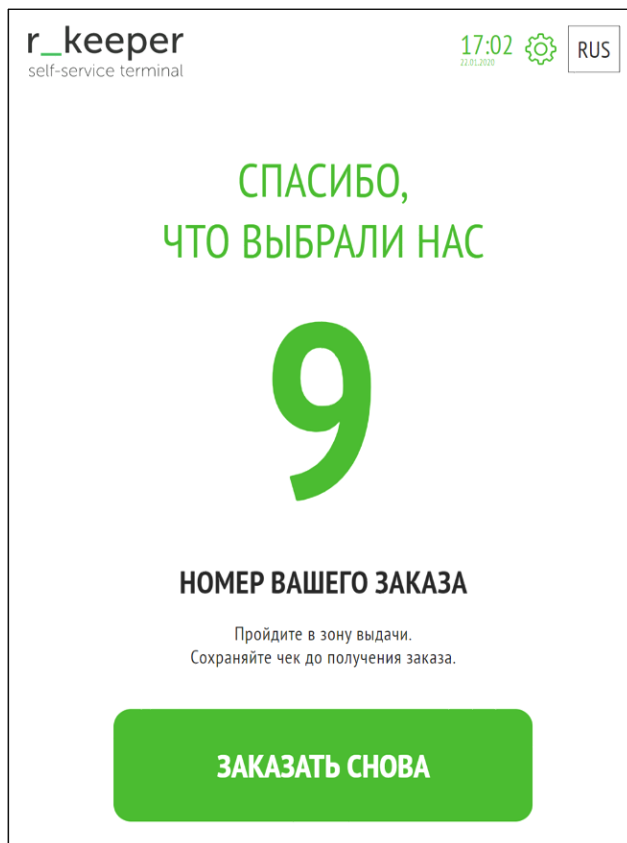 r_keeper
self-service terminal
17:02
22.01.2020
RUS
СПАСИБО,
ЧТО ВЫБРАЛИ НАС
9
НОМЕР ВАШЕГО ЗАКАЗА
Пройдите в зону выдачи.
Сохраняйте чек до получения заказа.
ЗАКАЗАТЬ СНОВА